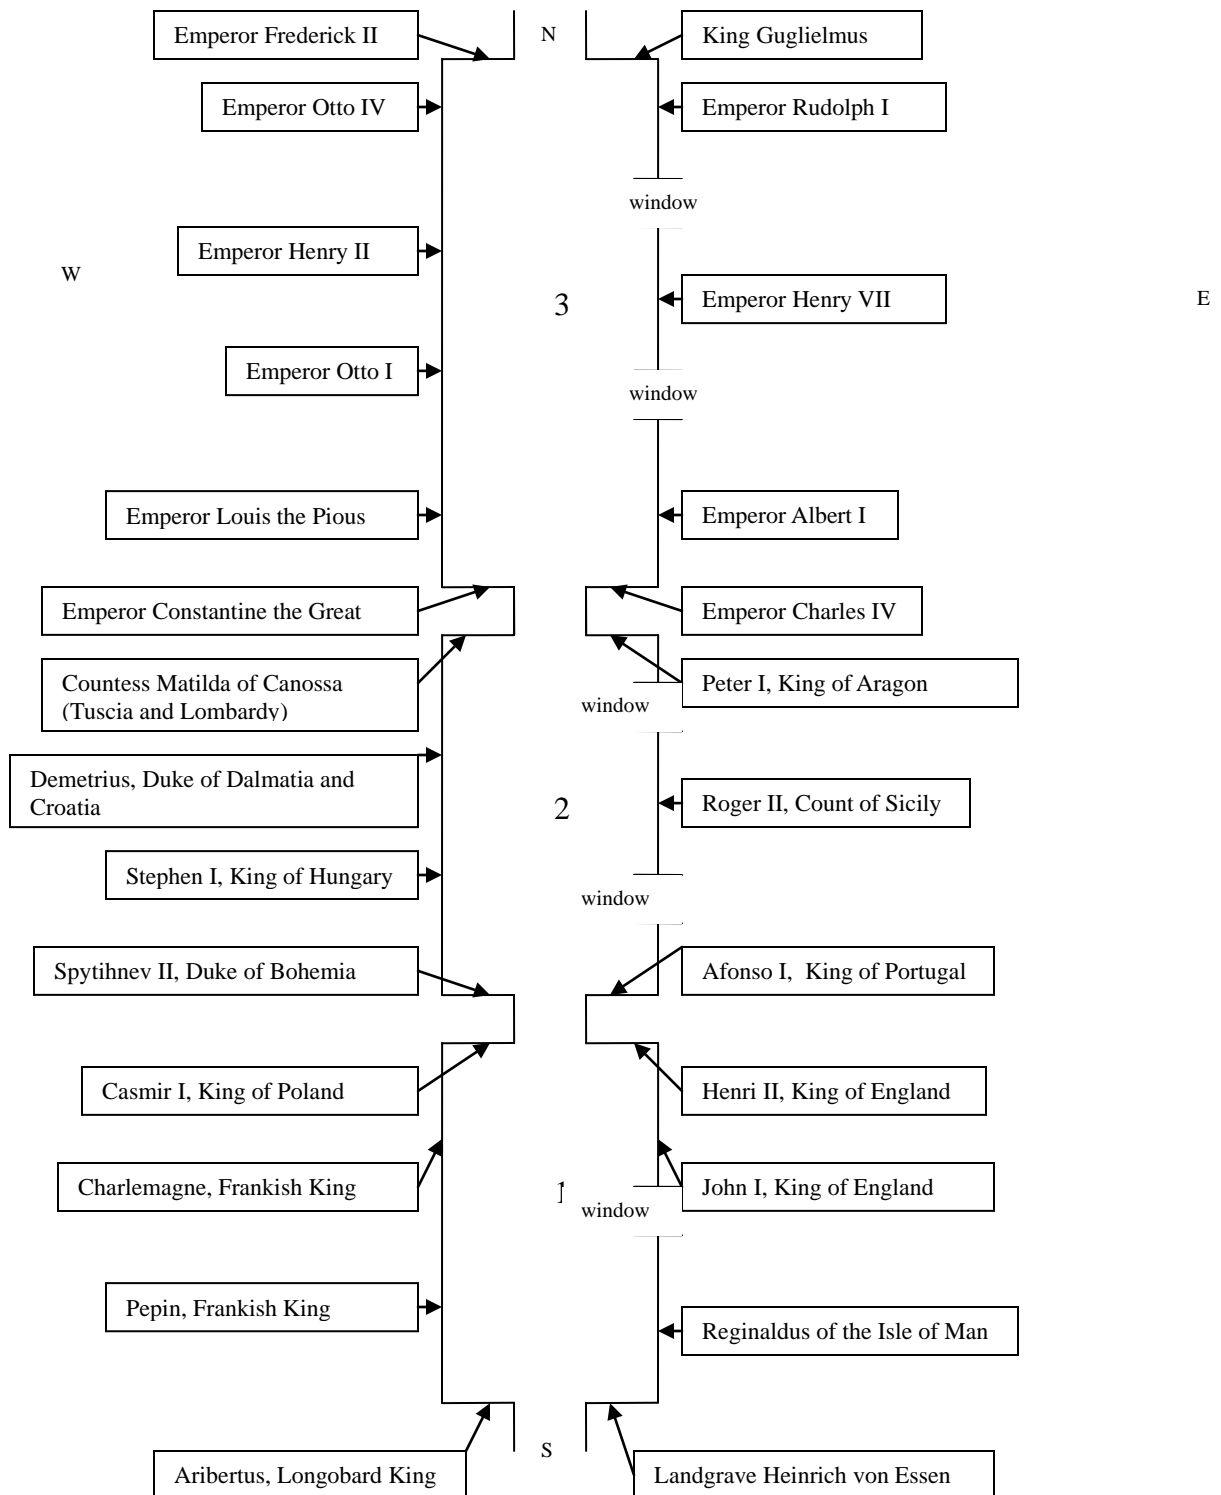 N
Emperor Frederick II
King Guglielmus
Emperor Otto IV
Emperor Rudolph I
window
Emperor Henry II
W
Emperor Henry VII
3
E
Emperor Otto I
window
Emperor Louis the Pious
Emperor Albert I
Emperor Constantine the Great
Emperor Charles IV
Countess Matilda of Canossa
(Tuscia and Lombardy)
Peter I, King of Aragon
window
Demetrius, Duke of Dalmatia and
Croatia
2
Roger II, Count of Sicily
Stephen I, King of Hungary
window
Spytihnev II, Duke of Bohemia
Afonso I,  King of Portugal
Casmir I, King of Poland
Henri II, King of England
Charlemagne, Frankish King
1
John I, King of England
window
Pepin, Frankish King
Reginaldus of the Isle of Man
S
Aribertus, Longobard King
Landgrave Heinrich von Essen